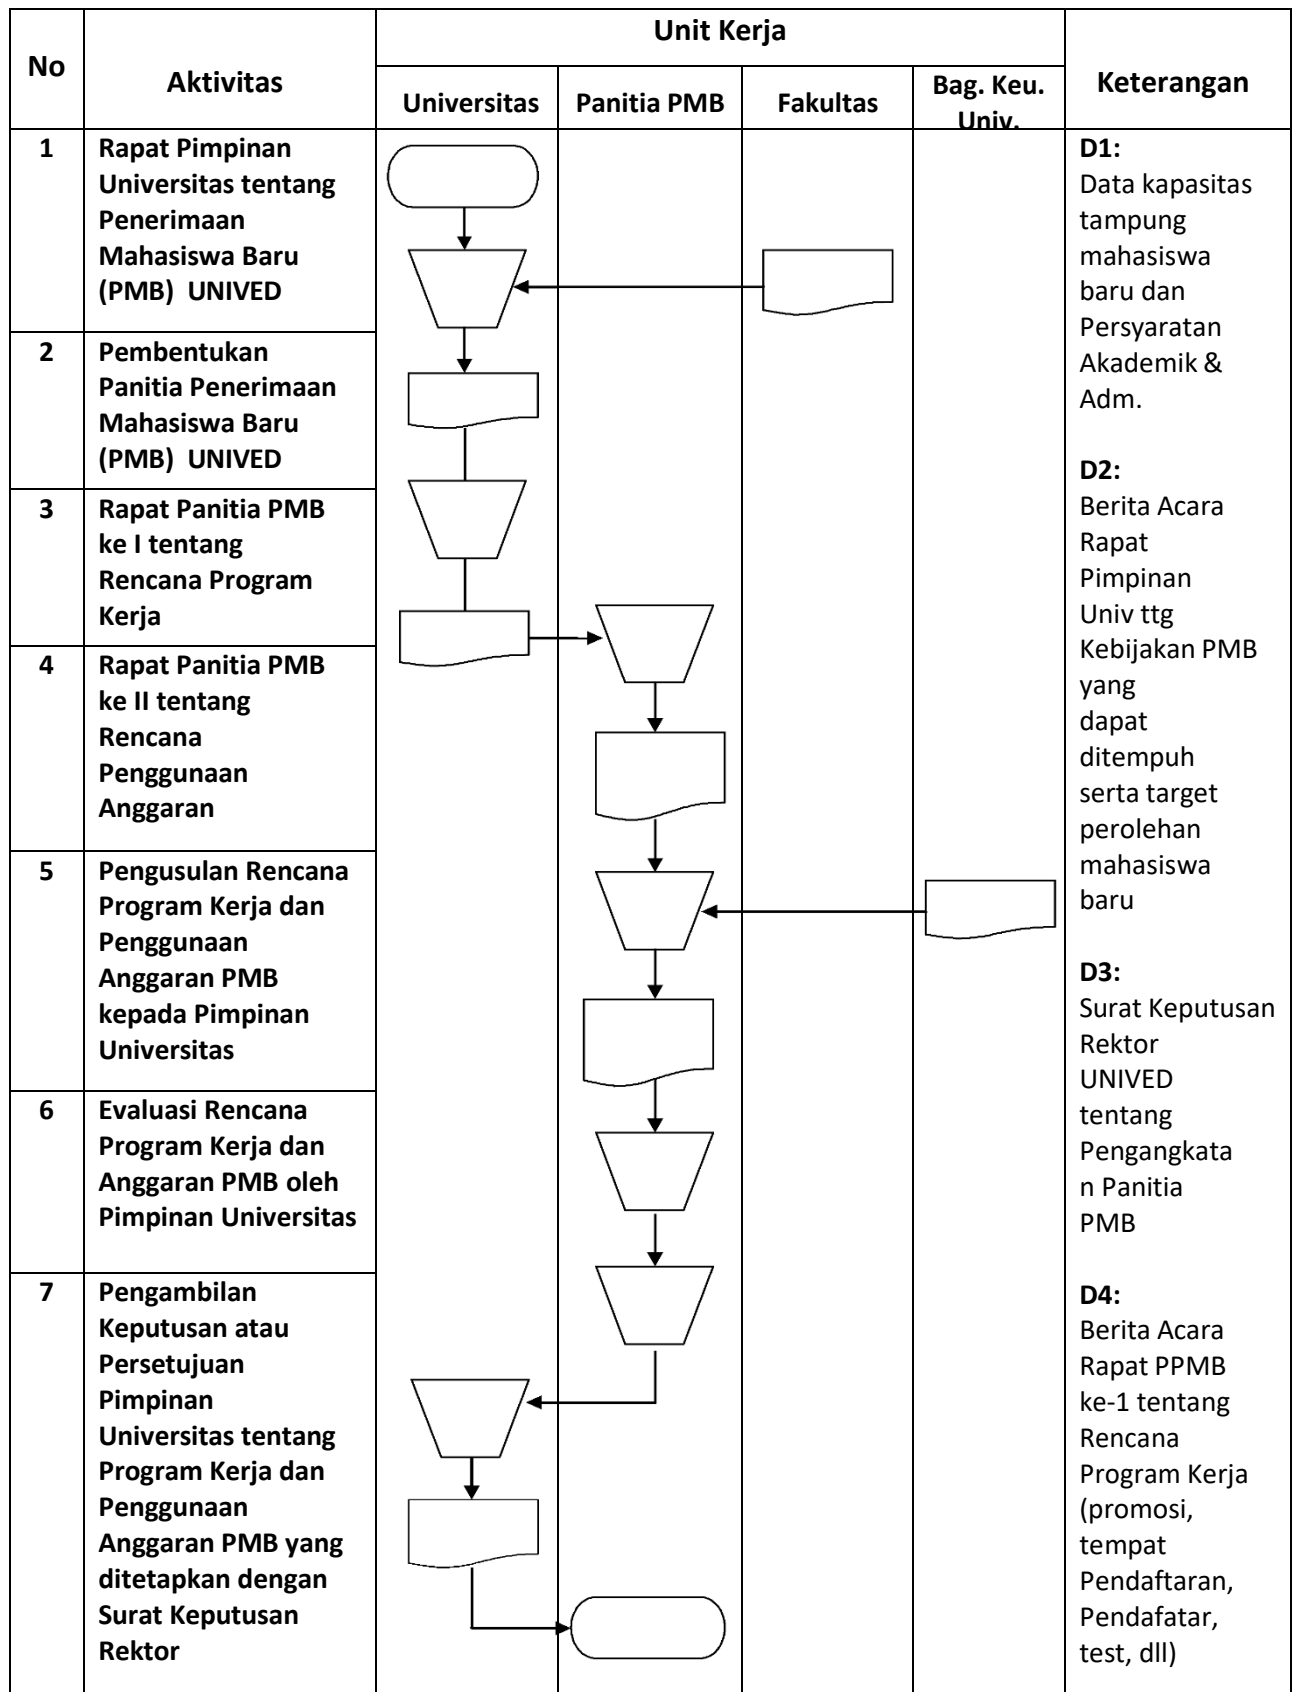 No
Aktivitas
Unit Kerja
Keterangan
Universitas
Panitia PMB
Fakultas
Bag. Keu.
Univ.
1
Rapat Pimpinan
Universitas tentang
Penerimaan
Mahasiswa Baru
(PMB)  UNIVED
2
Pembentukan
Panitia Penerimaan
Mahasiswa Baru
(PMB)  UNIVED
3
Rapat Panitia PMB
ke I tentang
Rencana Program
Kerja
4
Rapat Panitia PMB
ke II tentang
Rencana
Penggunaan
Anggaran
5
Pengusulan Rencana
Program Kerja dan
Penggunaan
Anggaran PMB
kepada Pimpinan
Universitas
6
Evaluasi Rencana
Program Kerja dan
Anggaran PMB oleh
Pimpinan Universitas
7
Pengambilan
Keputusan atau
Persetujuan
Pimpinan
Universitas tentang
Program Kerja dan
Penggunaan
Anggaran PMB yang
ditetapkan dengan
Surat Keputusan
Rektor
D1:
Data kapasitas
tampung
mahasiswa
baru dan
Persyaratan
Akademik &
Adm.
D2:
Berita Acara
Rapat
Pimpinan
Univ ttg
Kebijakan PMB
yang
dapat
ditempuh
serta target
perolehan
mahasiswa
baru
D3:
Surat Keputusan
Rektor
UNIVED
tentang
Pengangkata
n Panitia
PMB
D4:
Berita Acara
Rapat PPMB
ke-1 tentang
Rencana
Program Kerja
(promosi,
tempat
Pendaftaran,
Pendafatar,
test, dll)